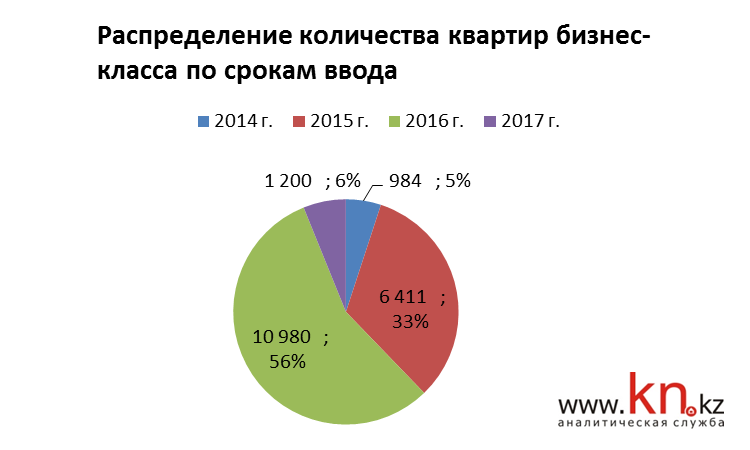 Распределение количества квартир бизнес-
класса по срокам ввода
2014 г. 2015 г. 2016 г. 2017 г.
1 200 ; 6% 984 ; 5%
6 411 ;
33%
10 980 ;
56%
www.kn.kz
аналитическая служба